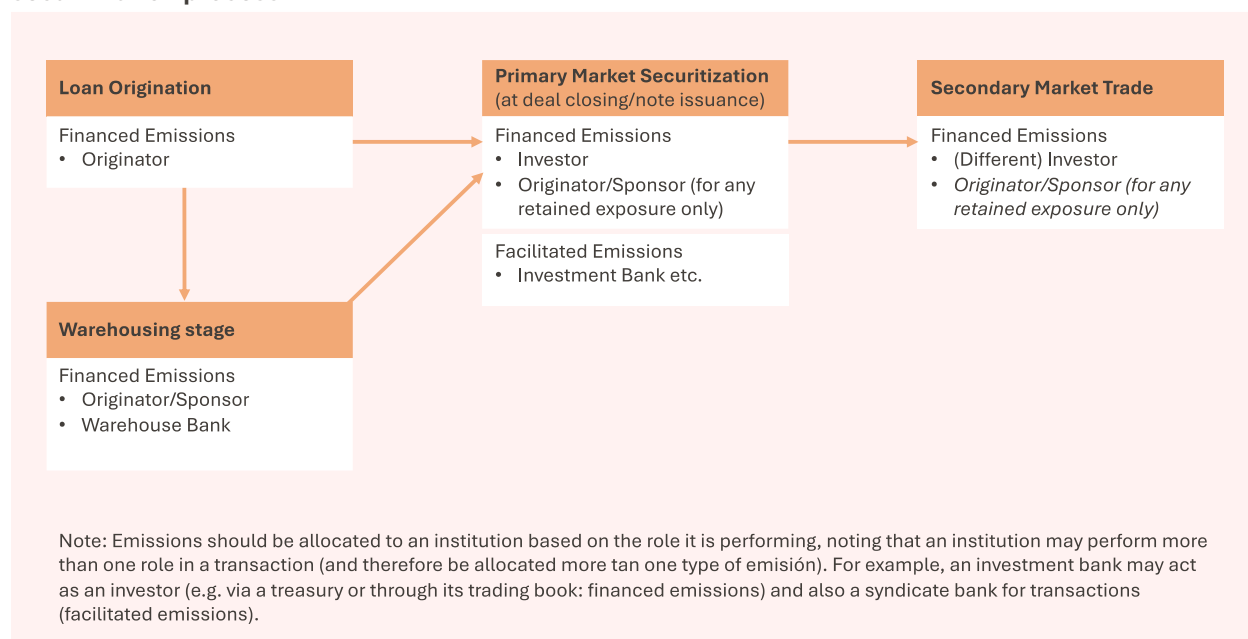 Loan Origination
Financed Emissions
• Originator
Warehousing stage
Financed Emissions
• Originator/Sponsor
• Warehouse Bank
Primary Market Securitization
(at deal closing/note issuance)
Financed Emissions
• Investor
• Originator/Sponsor (for any
retained exposure only)
Facilitated Emissions
• Investment Bank etc.
Secondary Market Trade
Financed Emissions
• (Different) Investor
• Originator/Sponsor (for any
retained exposure only)
Note: Emissions should be allocated to an institution based on the role it is performing, noting that an institution may perform more
than one role in a transaction (and therefore be allocated more tan one type of emisión). For example, an investment bank may act
as an investor (e.g. via a treasury or through its trading book: financed emissions) and also a syndicate bank for transactions
(facilitated emissions).